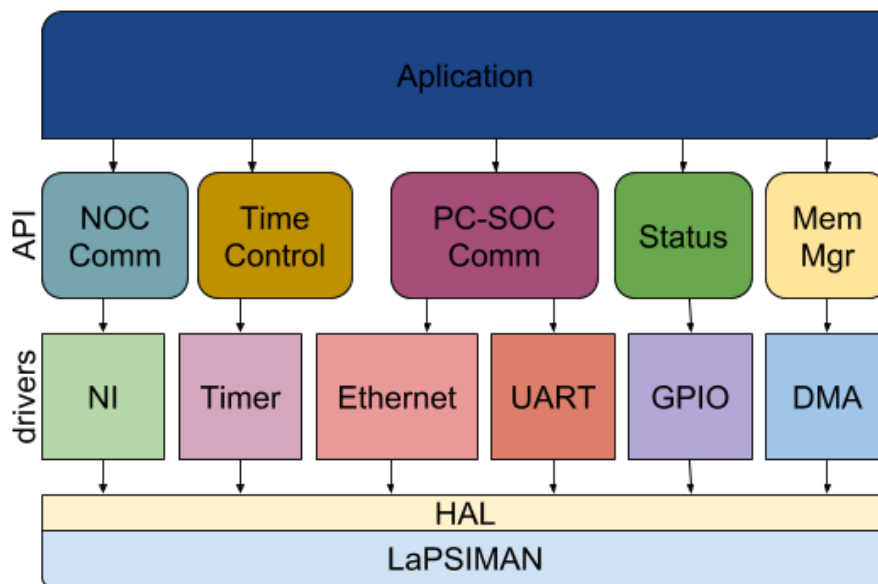 Aplication
API
NOC
Comm
Time
Control
PC-SOC
Comm
Status
Mem
Mgr
drivers
NI
Timer
Ethernet
UART
GPIO
DMA
HAL
LaPSIMAN